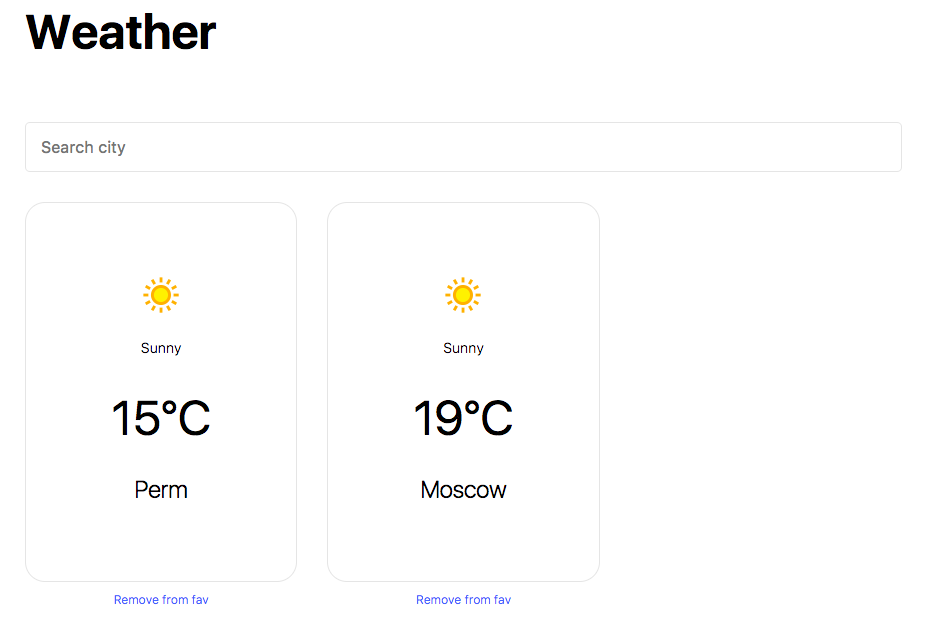 Weather
Search city
Sunny
15°C
Perm
Remove from fav
Sunny
19°C
Moscow
Remove from fav